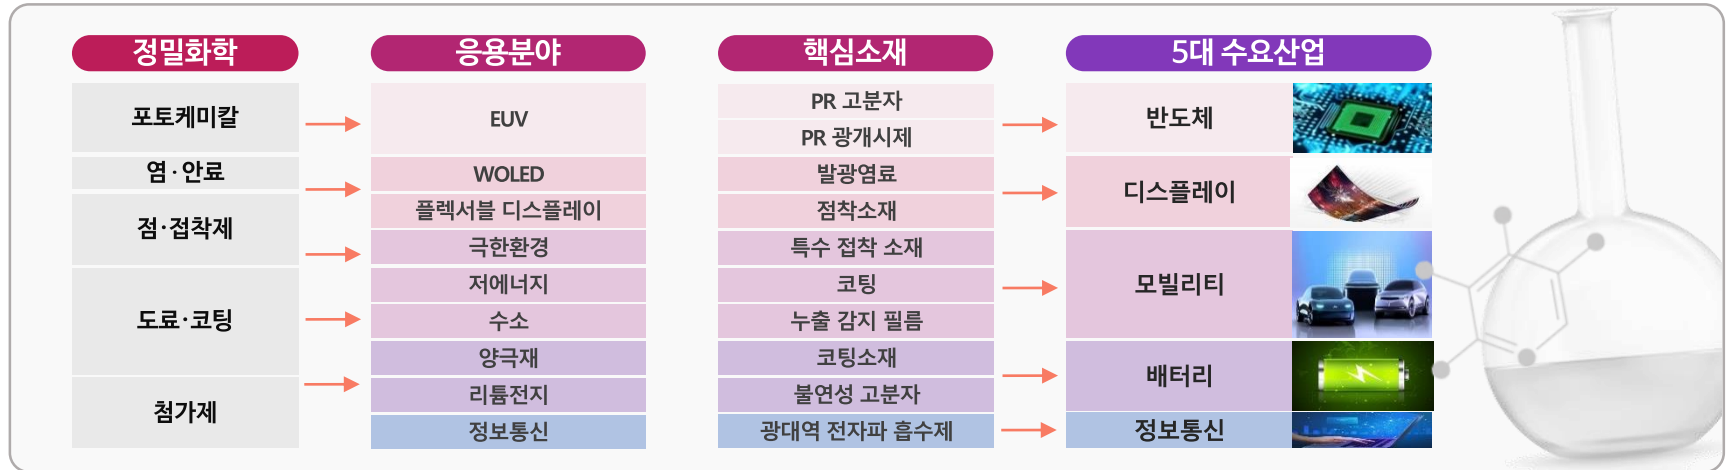 정밀화학
응용분야
핵심소재
5대 수요산업
포토케미칼
염·안료
점·접착제
도료·코팅
첨가제
EUV
WOLED
플렉서블 디스플레이
극한환경
저에너지
수소
양극재
리튬전지
정보통신
PR 고분자
PR 광개시제
발광염료
점착소재
특수 접착 소재
코팅
누출 감지 필름
코팅소재
불연성 고분자
광대역 전자파 흡수제
반도체
디스플레이
모빌리티
배터리
정보통신